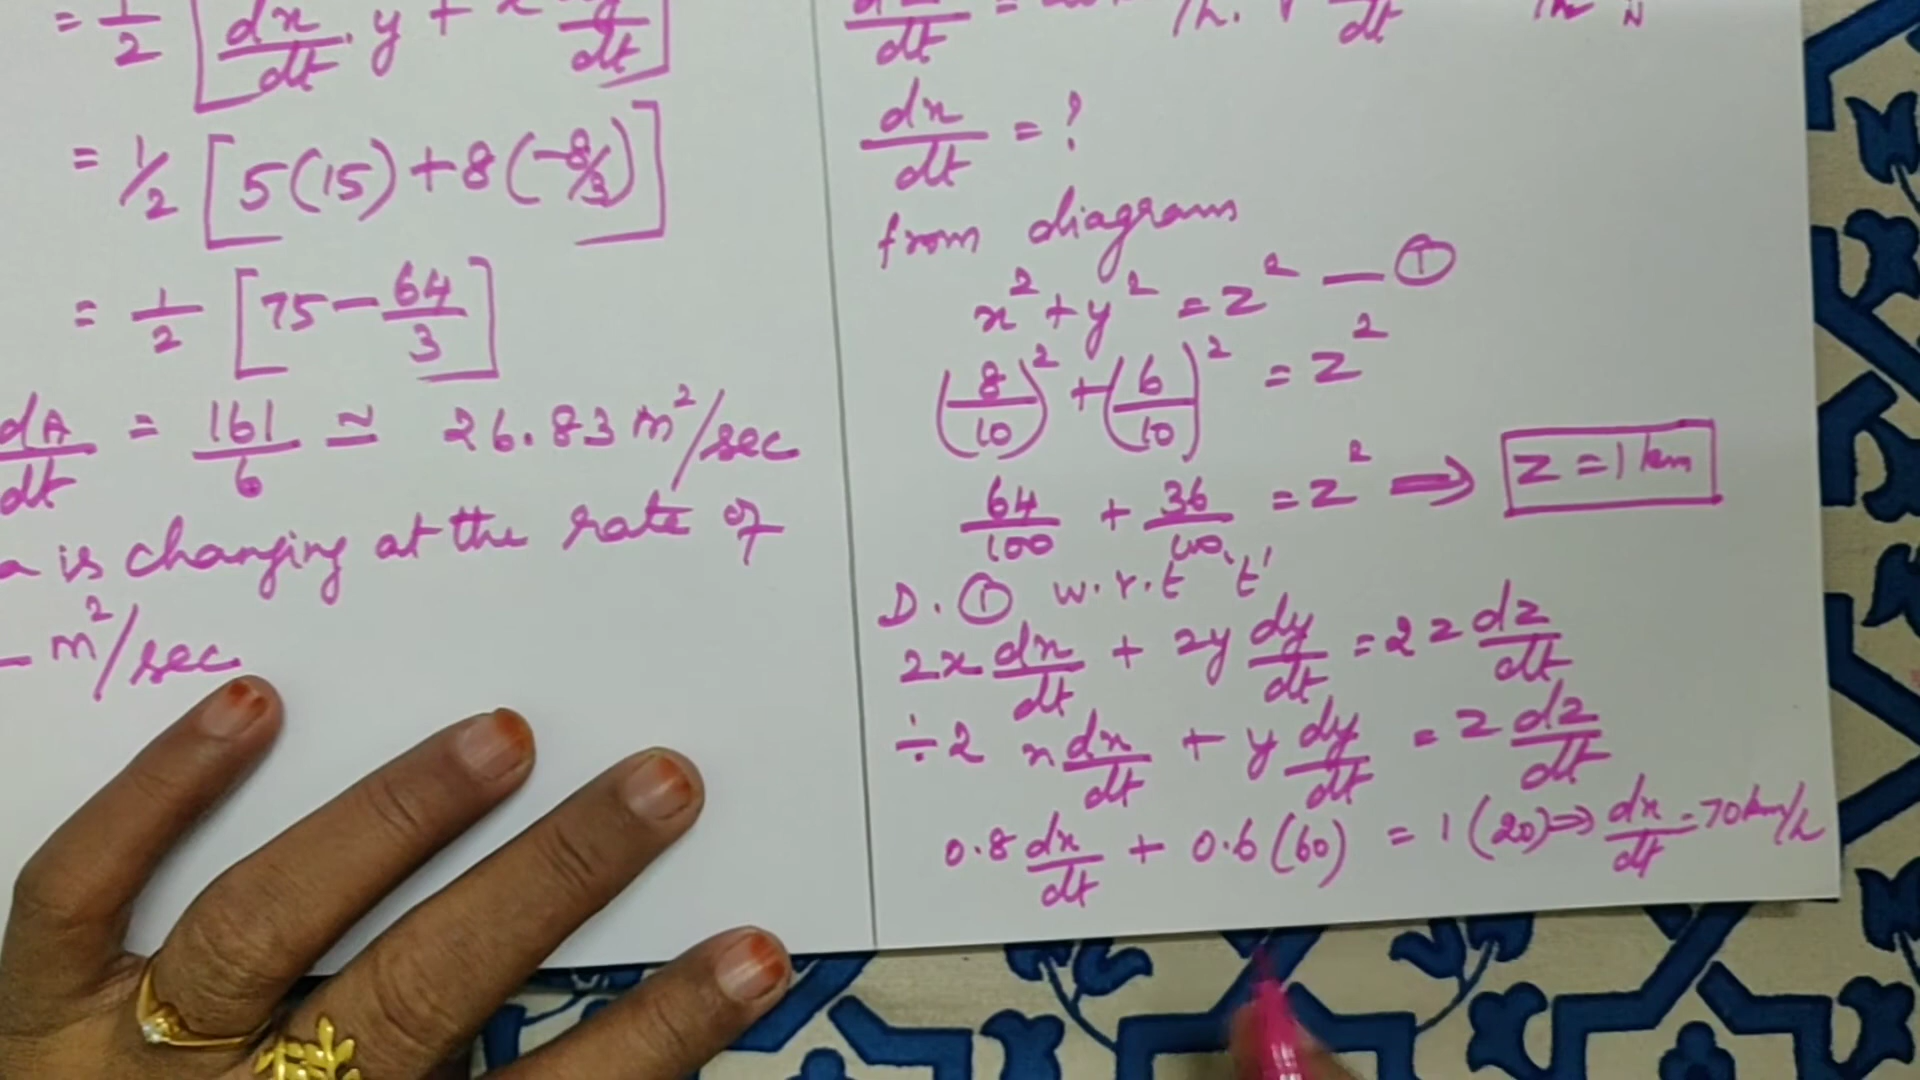 = 1/2 [dx/dt . y + x dy/dt]
= 1/2 [5(15) + 8(-8/3)]
= 1/2 [75 - 64/3]
dA/dt = 161/6 ≃ 26.83 m²/sec
is changing at the rate of
m²/sec
dx/dt = ?
from diagram
x² + y² = z² — ①
(8/10)² + (6/10)² = z²
64/100 + 36/100 = z² ⟹ z = 1 km
D. ① w.r.t 't'
2x dx/dt + 2y dy/dt = 2z dz/dt
÷2 x dx/dt + y dy/dt = z dz/dt
0.8 dx/dt + 0.6(60) = 1(20) ⇒ dx/dt = 70 km/h